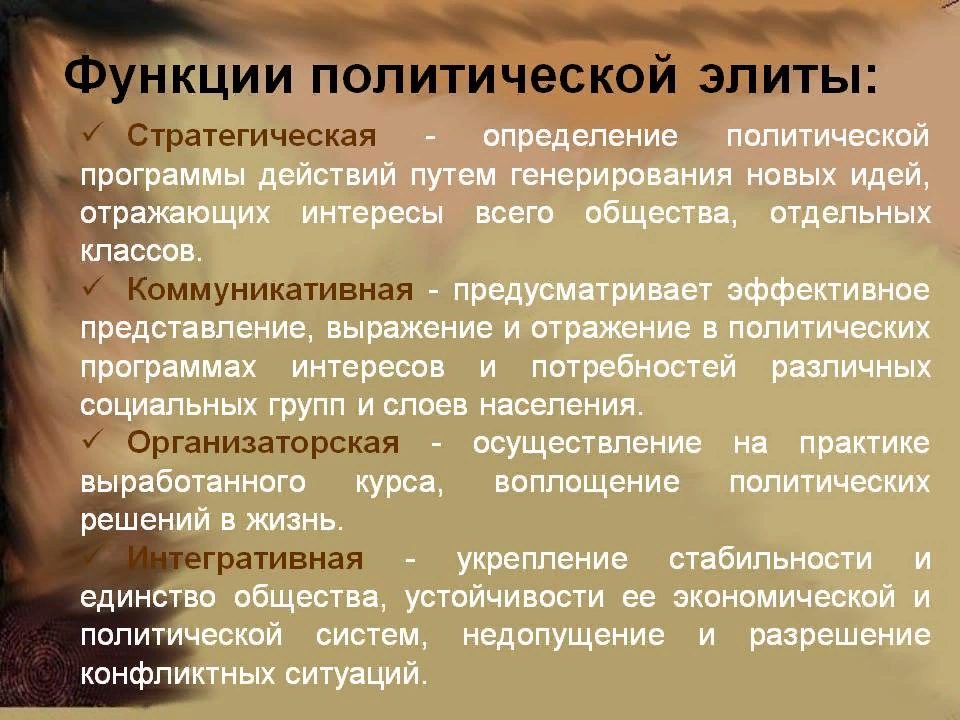 Функции политической элиты:
✓ Стратегическая - определение политической
программы действий путем генерирования новых идей,
отражающих интересы всего общества, отдельных
классов.
✓ Коммуникативная - предусматривает эффективное
представление, выражение и отражение в политических
программах интересов и потребностей различных
социальных групп и слоев населения.
✓ Организаторская - осуществление на практике
выработанного курса, воплощение политических
решений в жизнь.
✓ Интегративная - укрепление стабильности и
единство общества, устойчивости ее экономической и
политической систем, недопущение и разрешение
конфликтных ситуаций.